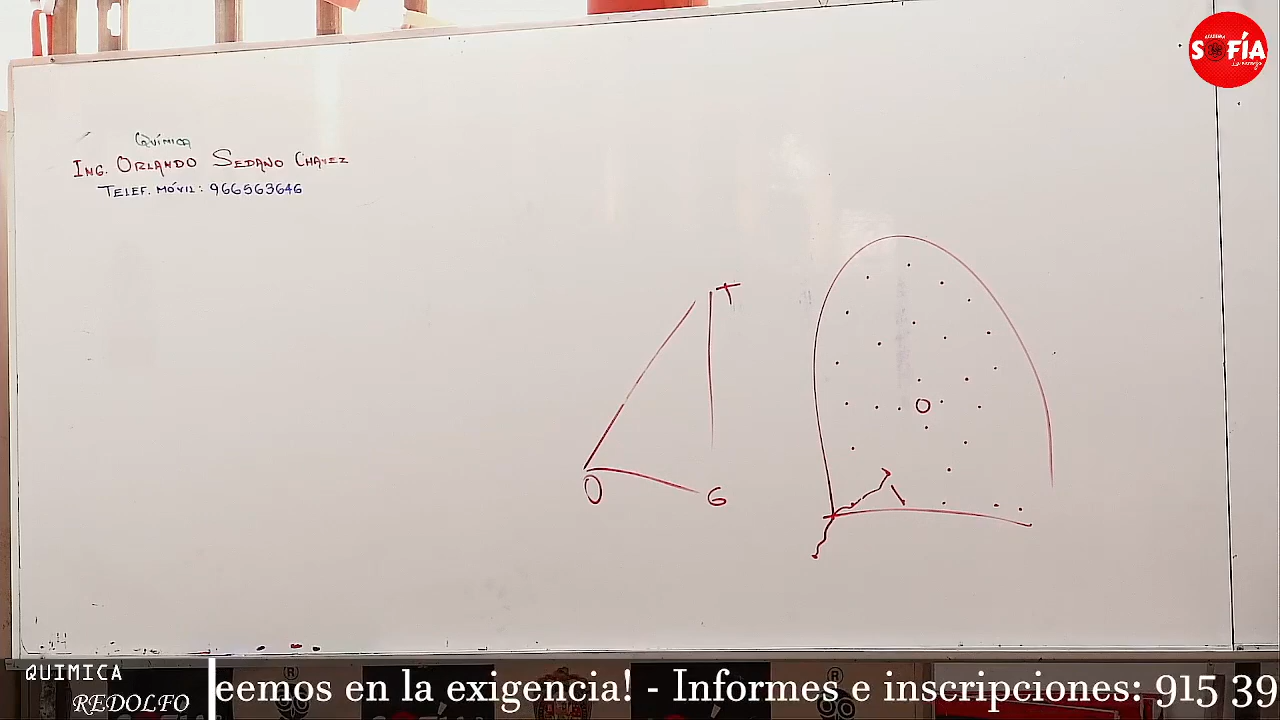 ACADEMIA
SOFÍA
QUÍMICA
ING. ORLANDO SEDANO CHAVEZ
TELEF. MÓVIL: 966563646
T
O
O
G
QUIMICA
REDOLFO
eemos en la exigencia! - Informes e inscripciones: 915 39